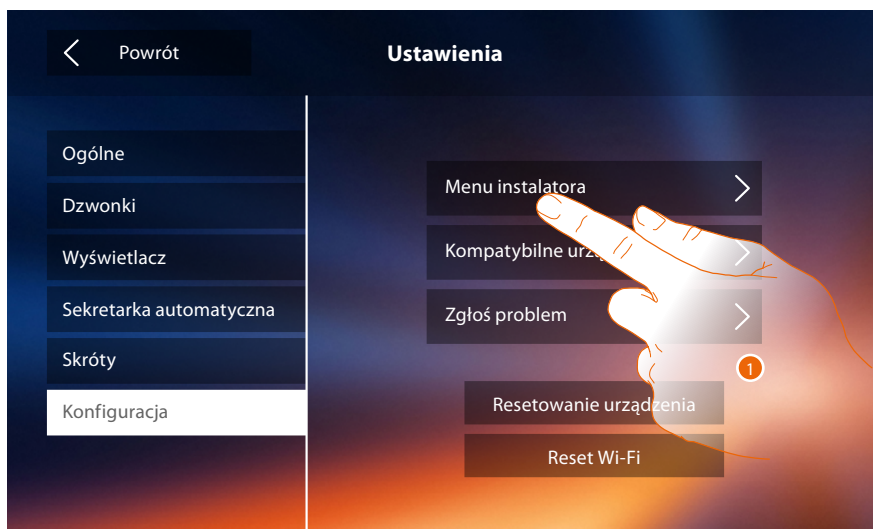 Powrót
Ustawienia
Ogólne
Dzwonki
Wyświetlacz
Sekretarka automatyczna
Skróty
Konfiguracja
Menu instalatora
Kompatybilne
Zgłoś problem
1
Resetowanie urządzenia
Reset Wi-Fi